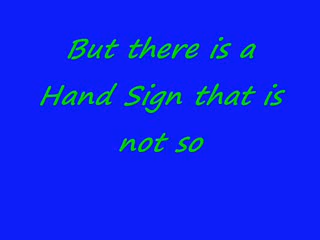 But there is a
Hand Sign that is
not so